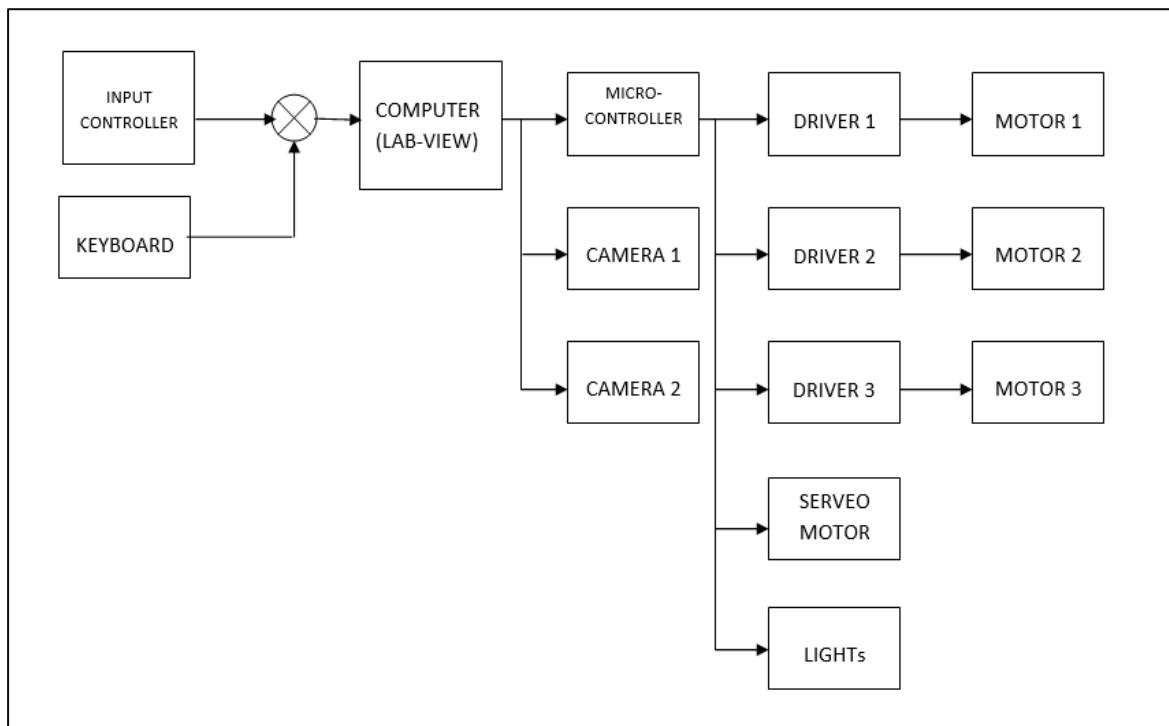 INPUT
CONTROLLER
KEYBOARD
COMPUTER
(LAB-VIEW)
MICRO-
CONTROLLER
CAMERA 1
CAMERA 2
DRIVER 1
DRIVER 2
DRIVER 3
SERVEO
MOTOR
LIGHTs
MOTOR 1
MOTOR 2
MOTOR 3